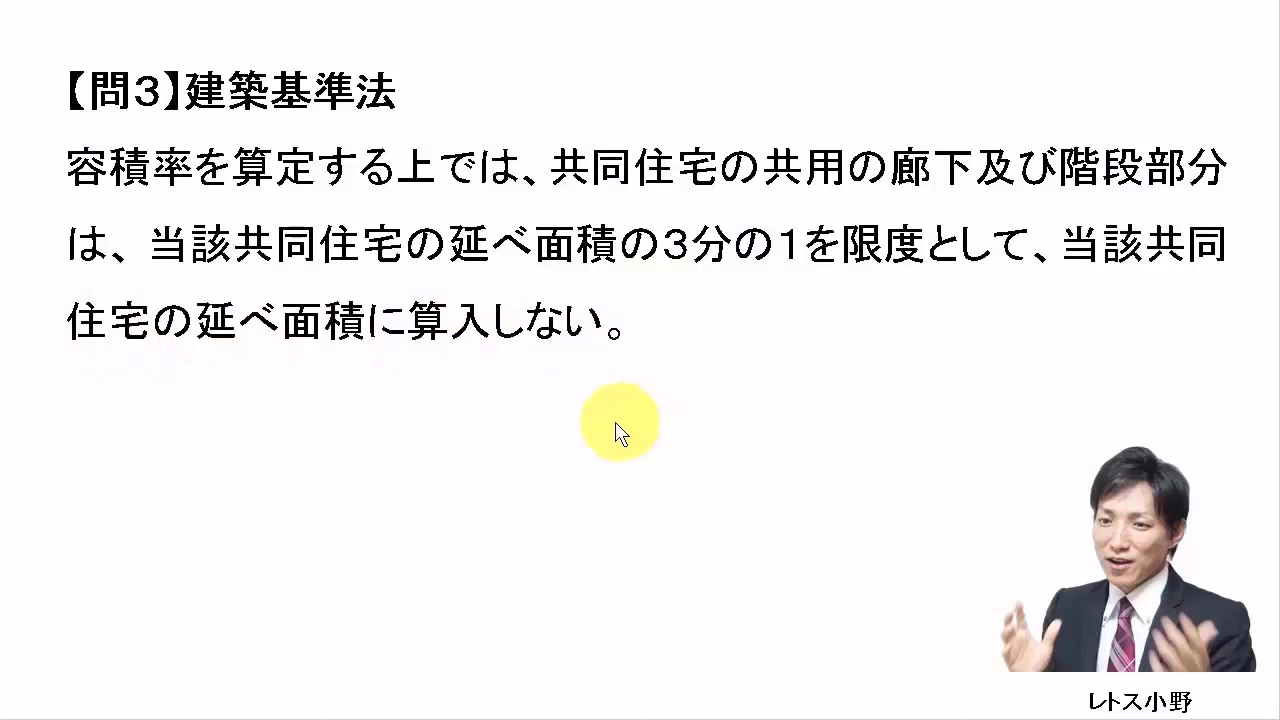 【問３】建築基準法
容積率を算定する上では、共同住宅の共用の廊下及び階段部分
は、当該共同住宅の延べ面積の３分の１を限度として、当該共同
住宅の延べ面積に算入しない。
レトス小野